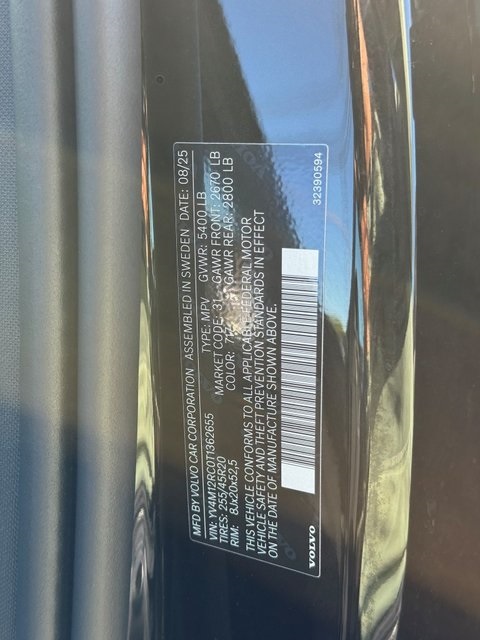 MFD BY VOLVO CAR CORPORATION ASSEMBLED IN SWEDEN DATE: 08/25
VIN: YV4M12RC0T1362655 TYPE: MPV GVWR: 5400 LB
TIRES: 255/45R20 MARKET CODE: 31 GAWR FRONT: 2670 LB
RIM: 8Jx20x52,5 COLOR: GAWR REAR: 2800 LB
THIS VEHICLE CONFORMS TO ALL APPLICABLE FEDERAL MOTOR
VEHICLE SAFETY AND THEFT PREVENTION STANDARDS IN EFFECT
ON THE DATE OF MANUFACTURE SHOWN ABOVE.
VOLVO 32390594